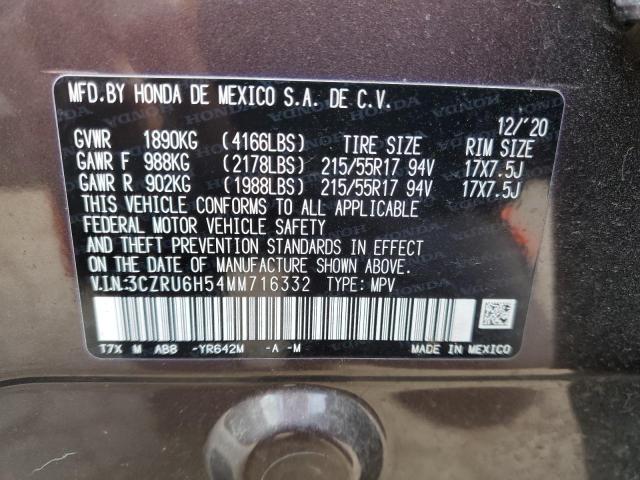 MFD.BY HONDA DE MEXICO S.A. DE C.V.
12/'20
GVWR 1890KG (4166LBS) TIRE SIZE RIM SIZE
GAWR F 988KG (2178LBS) 215/55R17 94V 17X7.5J
GAWR R 902KG (1988LBS) 215/55R17 94V 17X7.5J
THIS VEHICLE CONFORMS TO ALL APPLICABLE
FEDERAL MOTOR VEHICLE SAFETY
AND THEFT PREVENTION STANDARDS IN EFFECT
ON THE DATE OF MANUFACTURE SHOWN ABOVE.
V.I.N:3CZRU6H54MM716332 TYPE: MPV
T7X M ABB -YR642M -A -M MADE IN MEXICO